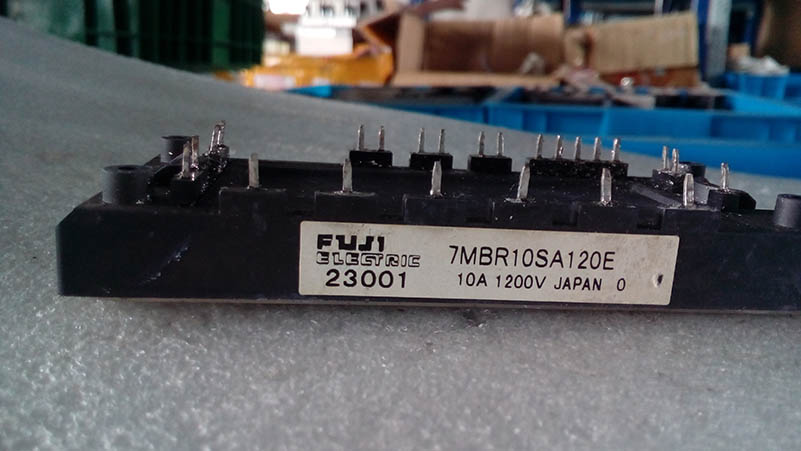 FUJI
ELECTRIC
23001
7MBR10SA120E
10A 1200V JAPAN 0